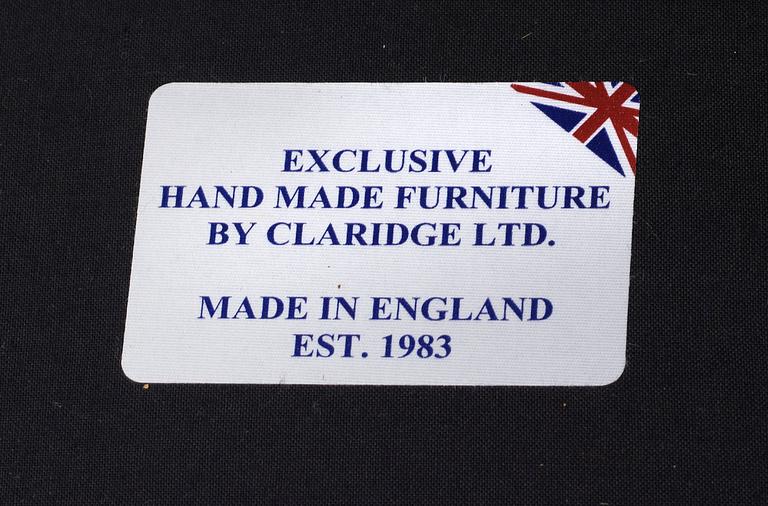 EXCLUSIVE
HAND MADE FURNITURE
BY CLARIDGE LTD.
MADE IN ENGLAND
EST. 1983